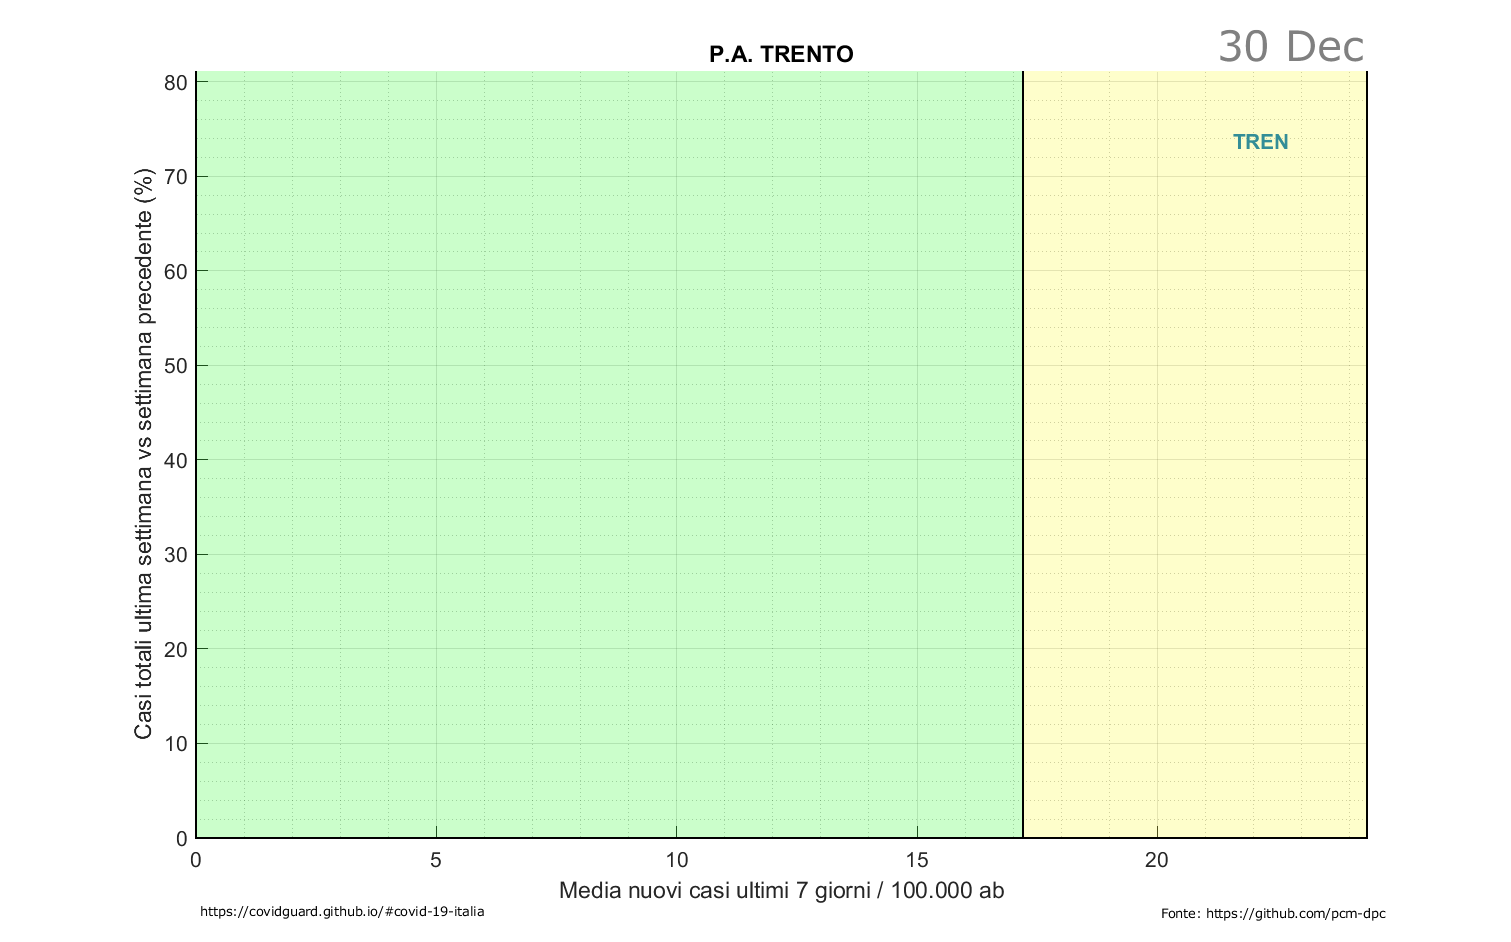 30 Dec
P.A. TRENTO
80
70
60
50
40
30
20
10
0
TREN
Casi totali ultima settimana vs settimana precedente (%)
0 5 10 15 20
Media nuovi casi ultimi 7 giorni / 100.000 ab
https://covidguard.github.io/#covid-19-italia
Fonte: https://github.com/pcm-dpc